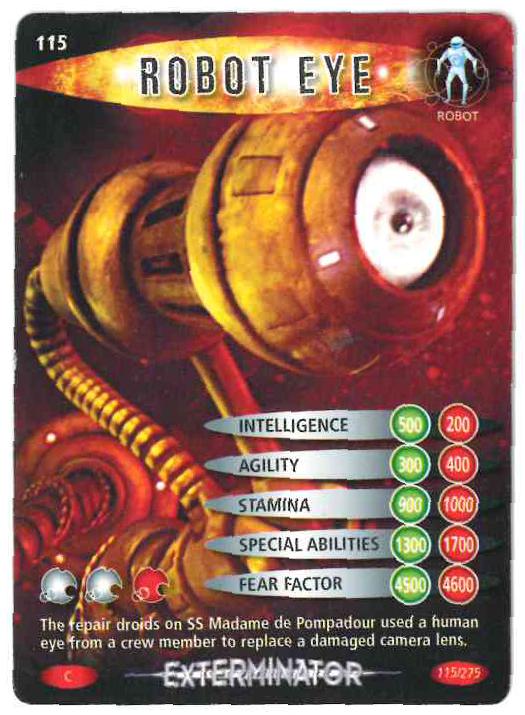 115
ROBOT EYE
ROBOT
INTELLIGENCE 500 200
AGILITY 300 400
STAMINA 900 1000
SPECIAL ABILITIES 1300 1700
FEAR FACTOR 4500 4600
The repair droids on SS Madame de Pompadour used a human
eye from a crew member to replace a damaged camera lens.
C EXTERMINATOR 115/275